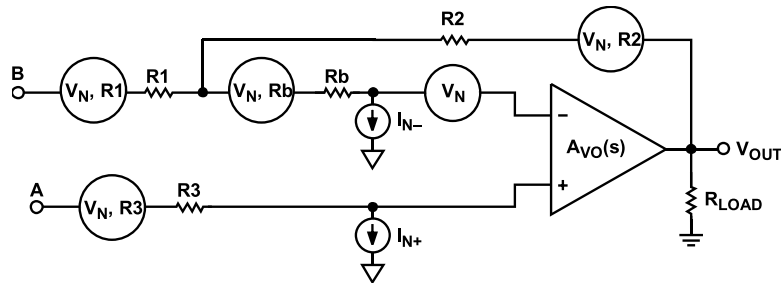 R2
V_N, R2
B
V_N, R1
R1
V_N, Rb
Rb
V_N
I_N–
–
A_VO(s)
V_OUT
A
V_N, R3
R3
+
I_N+
R_LOAD